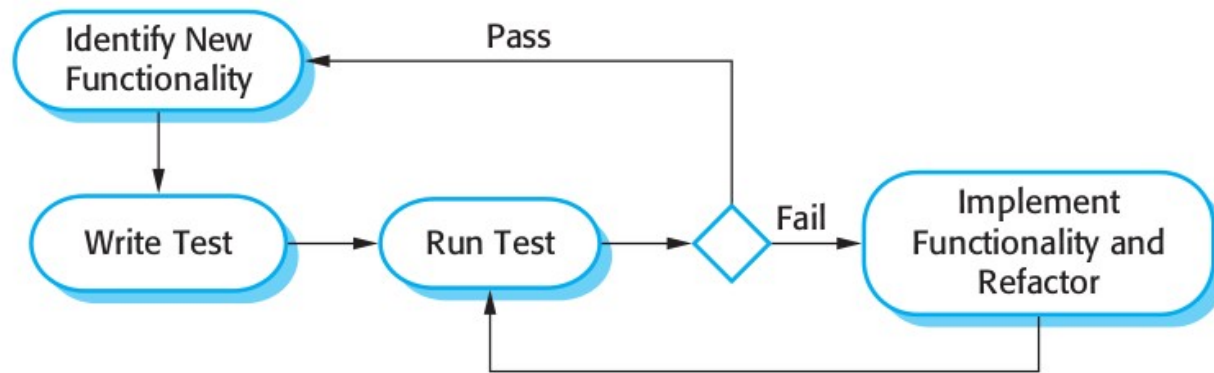 Identify New
Functionality
Pass
Write Test
Run Test
Fail
Implement
Functionality and
Refactor